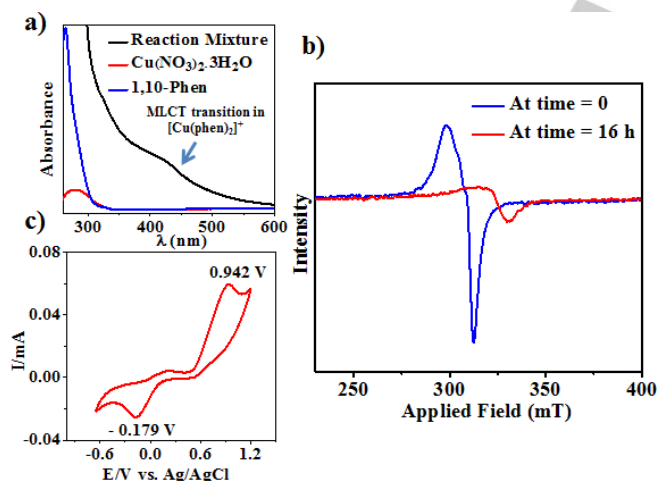 a)
Reaction Mixture
Cu(NO₃)₂.3H₂O
1,10-Phen
MLCT transition in
[Cu(phen)₂]⁺
Absorbance
300 400 500 600
λ (nm)
b)
At time = 0
At time = 16 h
Intensity
250 300 350 400
Applied Field (mT)
c)
0.942 V
0.08
0.04
0.00
-0.04
I/mA
- 0.179 V
-0.6 0.0 0.6 1.2
E/V vs. Ag/AgCl